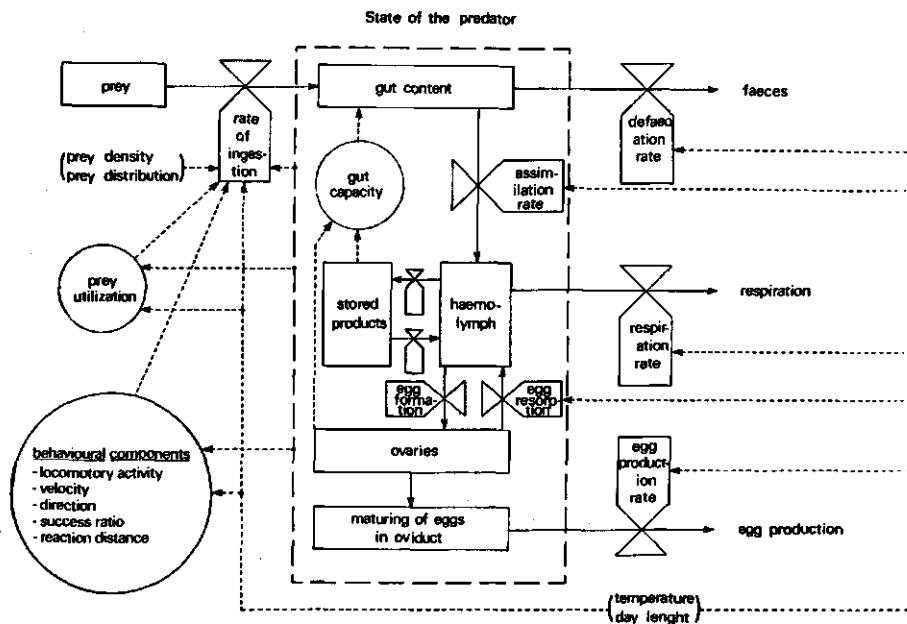 State of the predator
prey
rate
of
inges-
tion
gut content
defaec
ation
rate
faeces
(prey density
prey distribution)
gut
capacity
assim-
ilation
rate
prey
utilization
stored
products
haemo-
lymph
respir-
ation
rate
respiration
egg
forma-
tion
egg
resorp-
tion
behavioural components
- locomotory activity
- velocity
- direction
- success ratio
- reaction distance
ovaries
egg
product-
ion
rate
maturing of eggs
in oviduct
egg production
(temperature
day lenght)